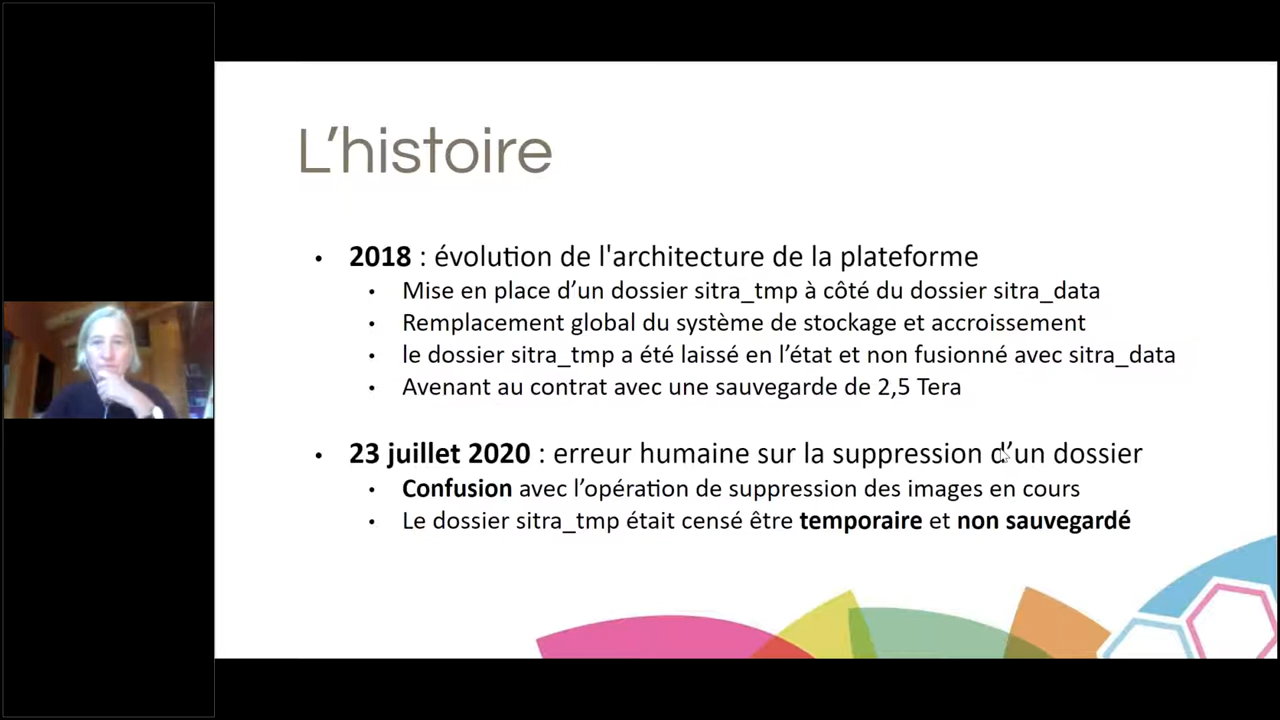 L’histoire
• 2018 : évolution de l'architecture de la plateforme
• Mise en place d’un dossier sitra_tmp à côté du dossier sitra_data
• Remplacement global du système de stockage et accroissement
• le dossier sitra_tmp a été laissé en l’état et non fusionné avec sitra_data
• Avenant au contrat avec une sauvegarde de 2,5 Tera
• 23 juillet 2020 : erreur humaine sur la suppression d’un dossier
• Confusion avec l’opération de suppression des images en cours
• Le dossier sitra_tmp était censé être temporaire et non sauvegardé